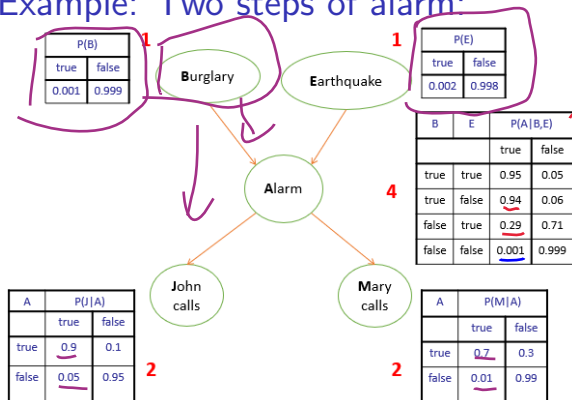 Example: Two steps of alarm:
P(B)
true false
0.001 0.999
1
Burglary
1
Earthquake
P(E)
true false
0.002 0.998
B E P(A|B,E)
true false
true true 0.95 0.05
true false 0.94 0.06
false true 0.29 0.71
false false 0.001 0.999
Alarm
4
John
calls
Mary
calls
A P(J|A)
true false
true 0.9 0.1
false 0.05 0.95
2
2
A P(M|A)
true false
true 0.7 0.3
false 0.01 0.99